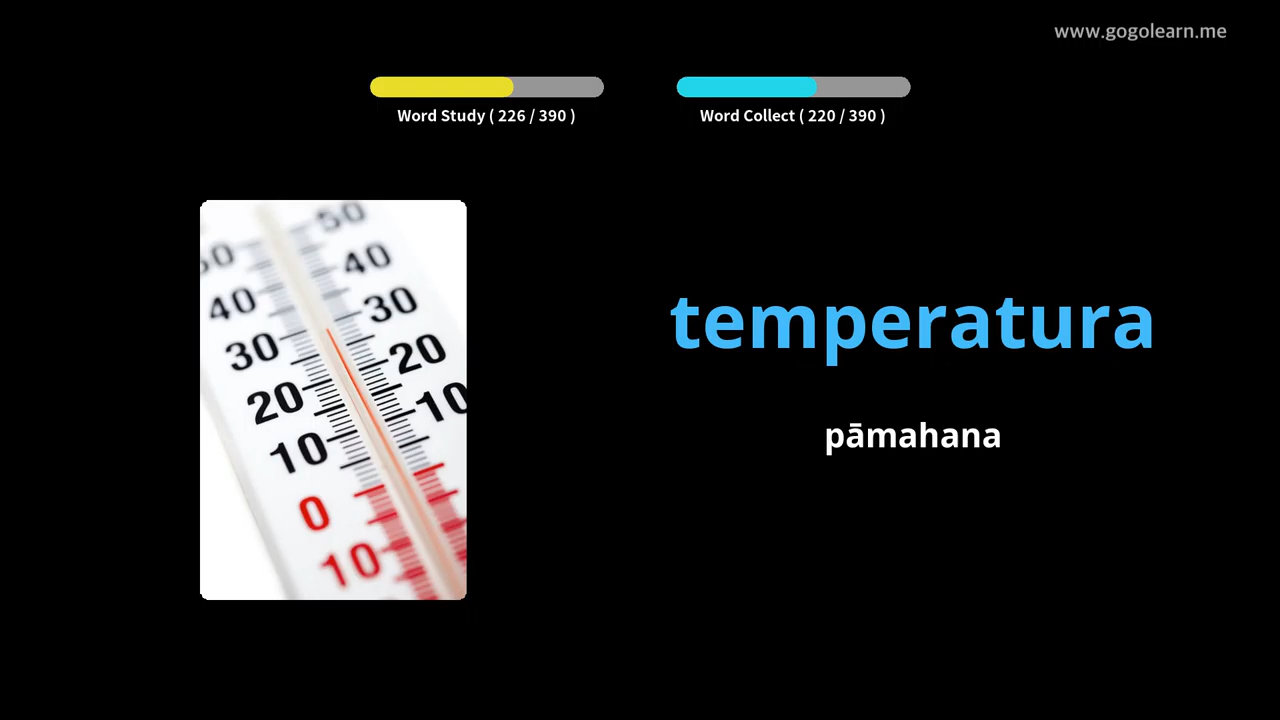 www.gogolearn.me
Word Study ( 226 / 390 )
Word Collect ( 220 / 390 )
50
50
40
40
30
30
20
20
10
10
0
10
temperatura
pāmahana